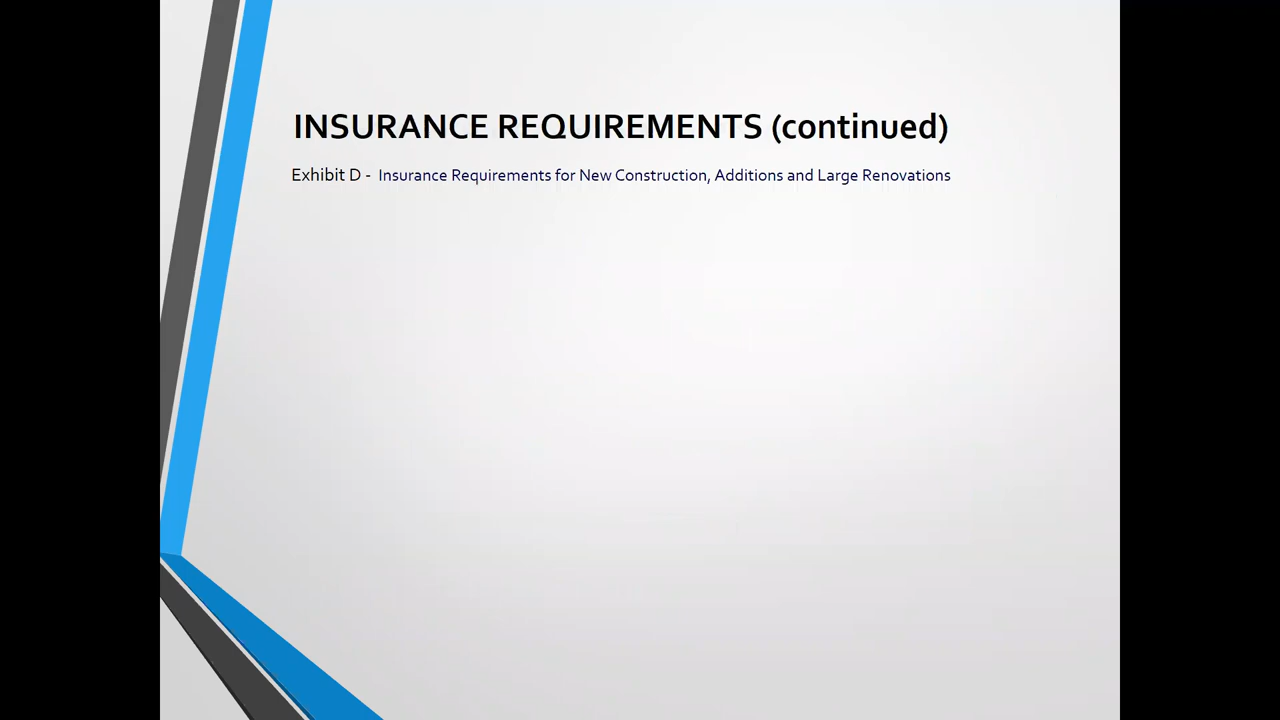 INSURANCE REQUIREMENTS (continued)
Exhibit D - Insurance Requirements for New Construction, Additions and Large Renovations